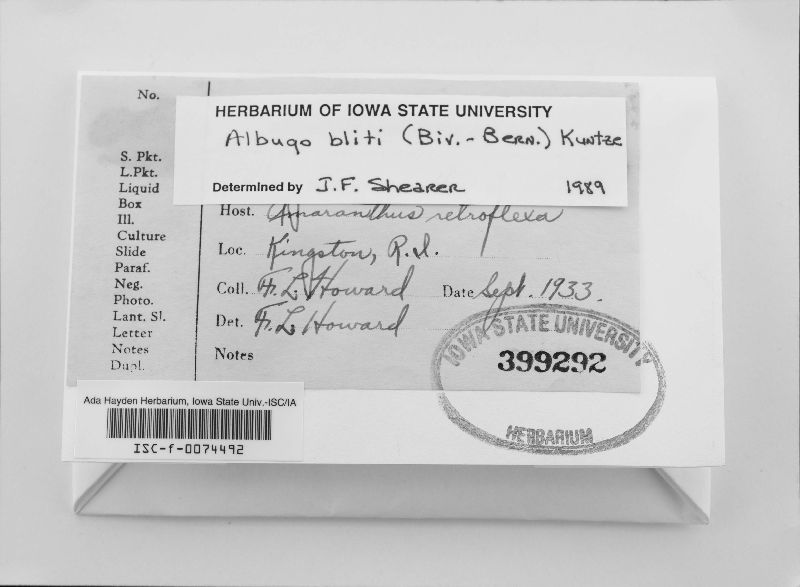 No.
HERBARIUM OF IOWA STATE UNIVERSITY
Albugo bliti (Biv.-Bern.) Kuntze
Determined by J.F. Shearer 1989
S. Pkt.
L.Pkt.
Liquid
Box
Ill.
Culture
Slide
Paraf.
Neg.
Photo.
Lant. Sl.
Letter
Notes
Dupl.
Host. Amaranthus retroflexa
Loc. Kingston, R.I.
Coll. F. L. Howard Date Sept. 1933.
Det. F. L. Howard
Notes
IOWA STATE UNIVERSITY
399292
HERBARIUM
Ada Hayden Herbarium, Iowa State Univ.-ISC/IA
ISC-f-0074492